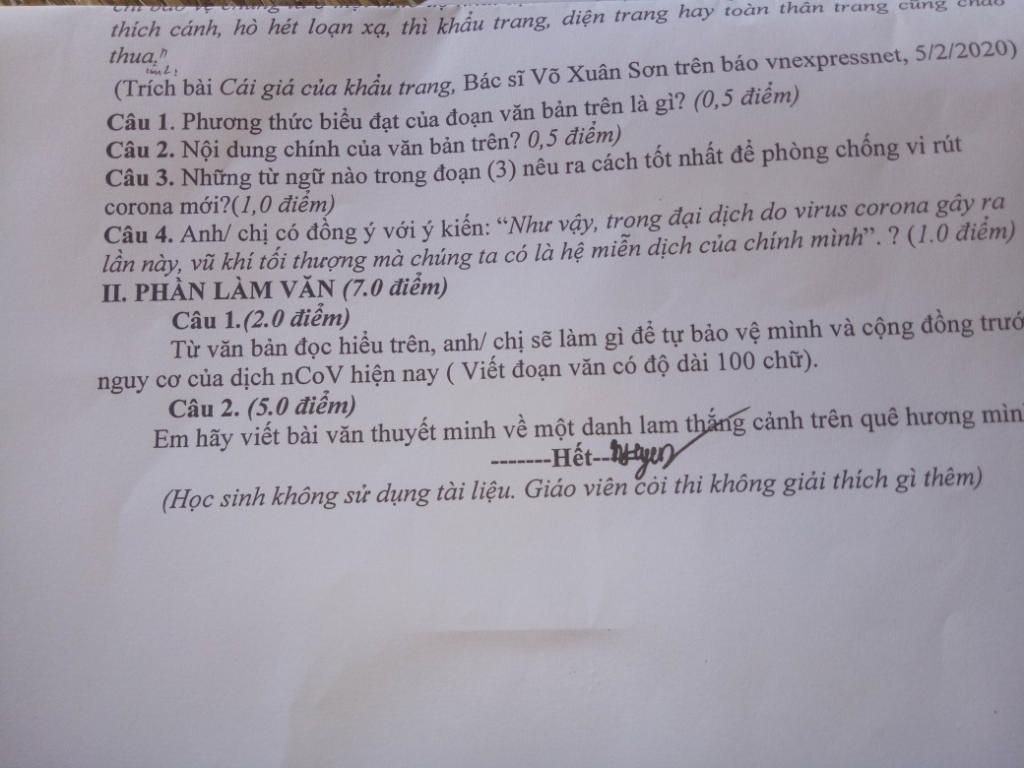 chỉ bảo vệ chúng ta ở
thích cánh, hò hét loạn xạ, thì khẩu trang, diện trang hay toàn thân trang cũng chào
thua."
(Trích bài Cái giá của khẩu trang, Bác sĩ Võ Xuân Sơn trên báo vnexpressnet, 5/2/2020)
Câu 1. Phương thức biểu đạt của đoạn văn bản trên là gì? (0,5 điểm)
Câu 2. Nội dung chính của văn bản trên? 0,5 điểm)
Câu 3. Những từ ngữ nào trong đoạn (3) nêu ra cách tốt nhất để phòng chống vi rút
corona mới?(1,0 điểm)
Câu 4. Anh/ chị có đồng ý với ý kiến: “Như vậy, trong đại dịch do virus corona gây ra
lần này, vũ khí tối thượng mà chúng ta có là hệ miễn dịch của chính mình”. ? (1.0 điểm)
II. PHẦN LÀM VĂN (7.0 điểm)
Câu 1.(2.0 điểm)
Từ văn bản đọc hiểu trên, anh/ chị sẽ làm gì để tự bảo vệ mình và cộng đồng trướ
nguy cơ của dịch nCoV hiện nay ( Viết đoạn văn có độ dài 100 chữ).
Câu 2. (5.0 điểm)
Em hãy viết bài văn thuyết minh về một danh lam thắng cảnh trên quê hương mìn
-------Hết--
(Học sinh không sử dụng tài liệu. Giáo viên coi thi không giải thích gì thêm)